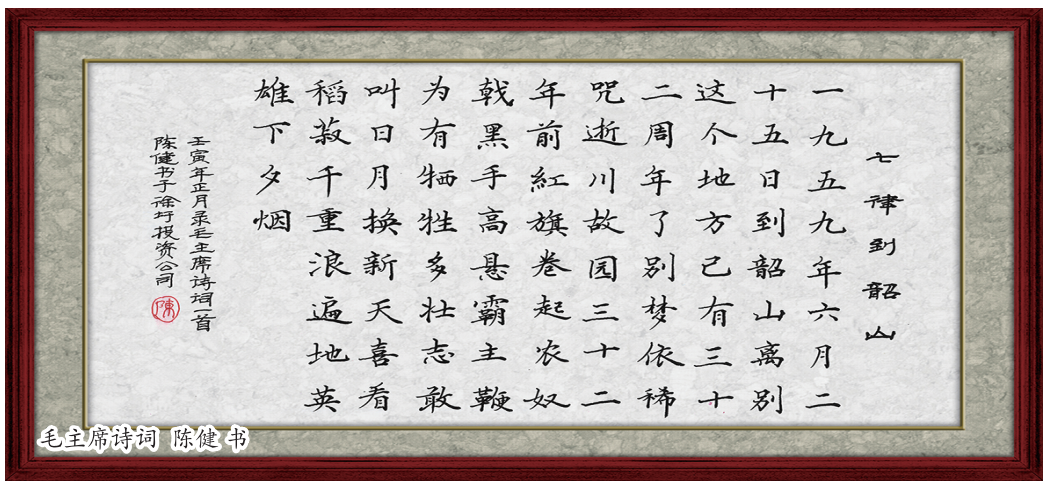 七律到韶山
一九五九年六月二
十五日到韶山离别
这个地方已有三十
二周年了别梦依稀
咒逝川故园三十二
年前紅旗卷起农奴
戟黑手高悬霸主鞭
为有牺牲多壮志敢
叫日月换新天喜看
稻菽千重浪遍地英
雄下夕烟
壬寅年正月录毛主席诗词一首
陈健书于徐圩投资公司
陳
毛主席诗词 陈健 书